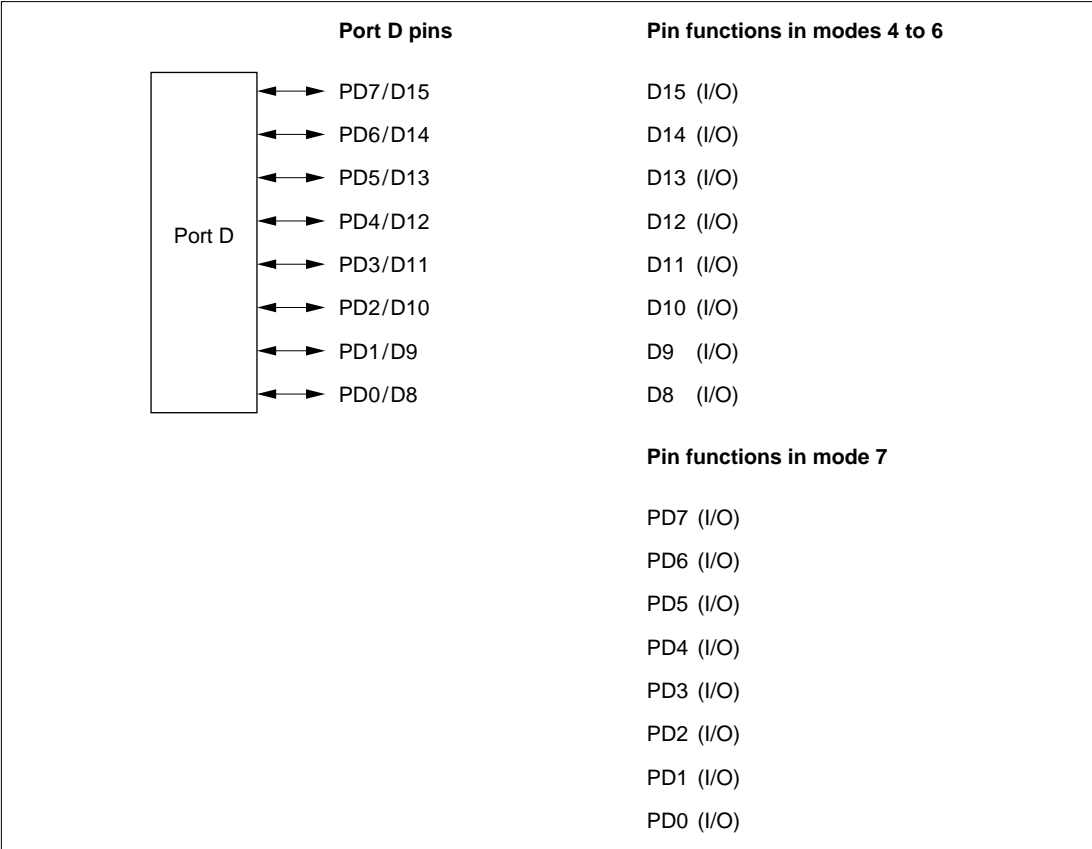 Port D pins Pin functions in modes 4 to 6
PD7/D15 D15 (I/O)
PD6/D14 D14 (I/O)
PD5/D13 D13 (I/O)
PD4/D12 D12 (I/O)
Port D
PD3/D11 D11 (I/O)
PD2/D10 D10 (I/O)
PD1/D9 D9 (I/O)
PD0/D8 D8 (I/O)
Pin functions in mode 7
PD7 (I/O)
PD6 (I/O)
PD5 (I/O)
PD4 (I/O)
PD3 (I/O)
PD2 (I/O)
PD1 (I/O)
PD0 (I/O)